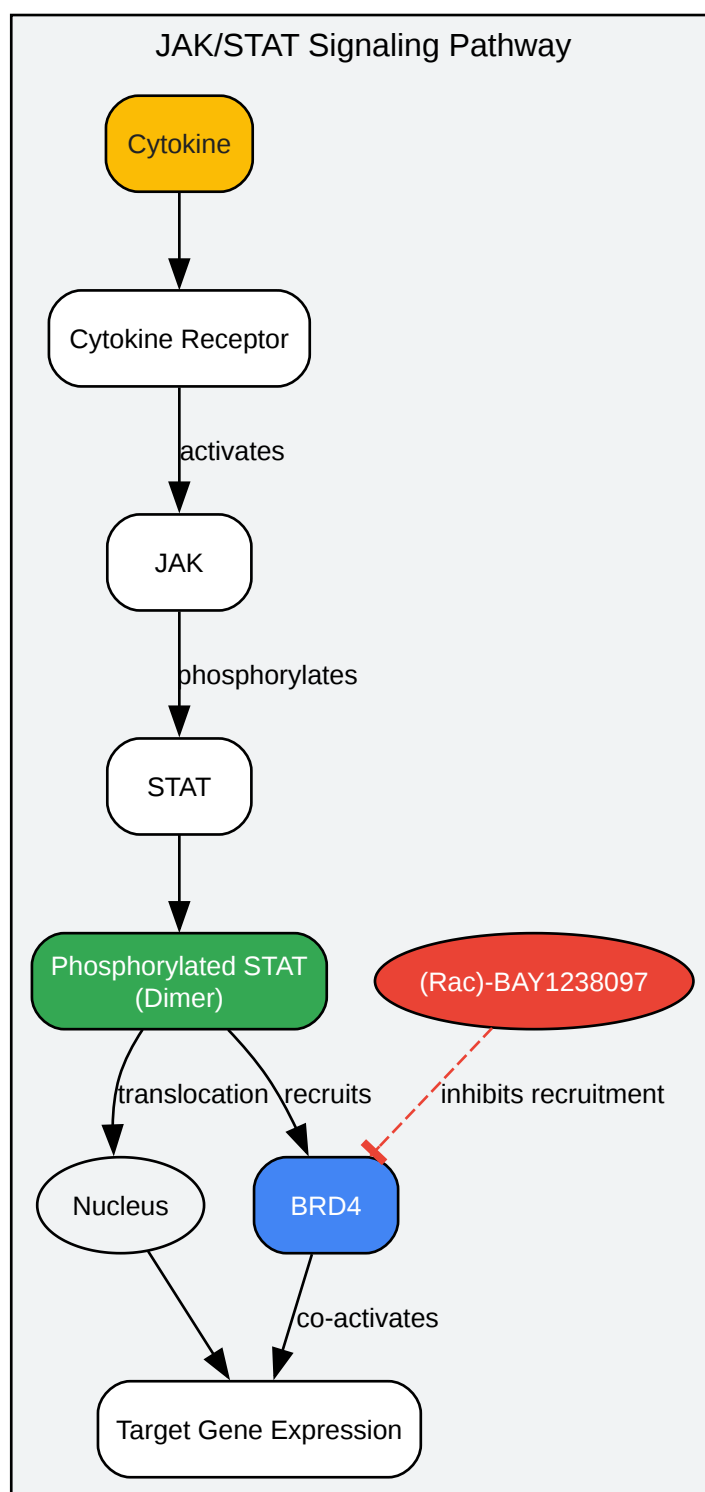 JAK/STAT Signaling Pathway
Cytokine
Cytokine Receptor
activates
JAK
phosphorylates
STAT
Phosphorylated STAT
(Dimer)
(Rac)-BAY1238097
translocation
recruits
inhibits recruitment
Nucleus
BRD4
co-activates
Target Gene Expression